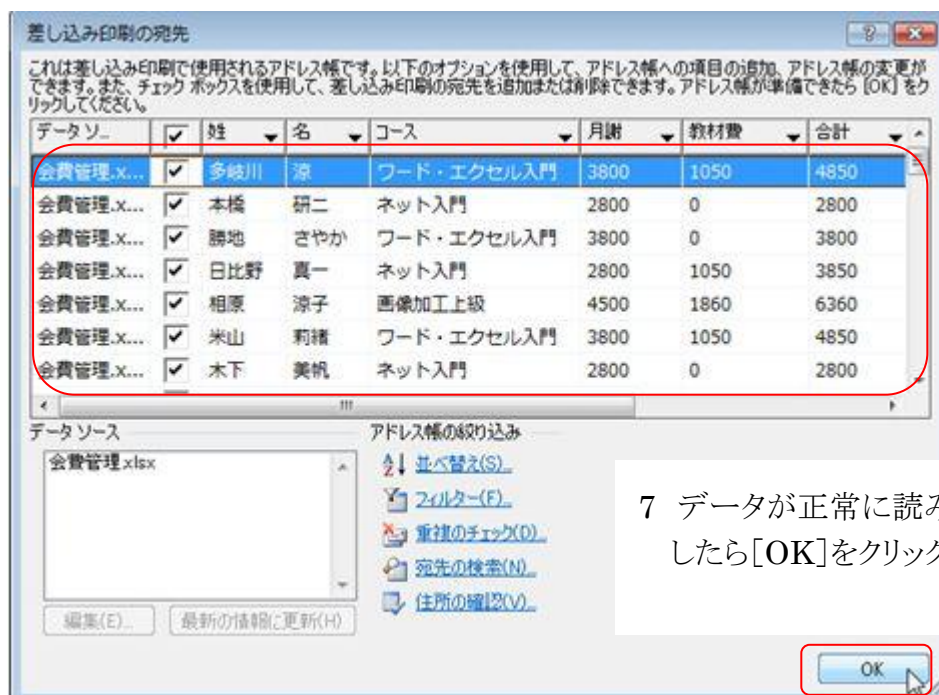 差し込み印刷の宛先
これは差し込み印刷で使用されるアドレス帳です。以下のオプションを使用して、アドレス帳への項目の追加、アドレス帳の変更が
できます。また、チェック ボックスを使用して、差し込み印刷の宛先を追加または削除できます。アドレス帳が準備できたら [OK] をク
リックしてください。
データ ソ... 姓 名 コース 月謝 教材費 合計
会費管理.x... 多岐川 涼 ワード・エクセル入門 3800 1050 4850
会費管理.x... 本橋 研二 ネット入門 2800 0 2800
会費管理.x... 勝地 さやか ワード・エクセル入門 3800 0 3800
会費管理.x... 日比野 真一 ネット入門 2800 1050 3850
会費管理.x... 相原 涼子 画像加工上級 4500 1860 6360
会費管理.x... 米山 莉緒 ワード・エクセル入門 3800 1050 4850
会費管理.x... 木下 美帆 ネット入門 2800 0 2800
データ ソース
会費管理.xlsx
編集(E)... 最新の情報に更新(H)
アドレス帳の絞り込み
並べ替え(S)...
フィルター(F)...
重複のチェック(D)...
宛先の検索(N)...
住所の確認(V)...
7 データが正常に読み
したら[OK]をクリック
OK